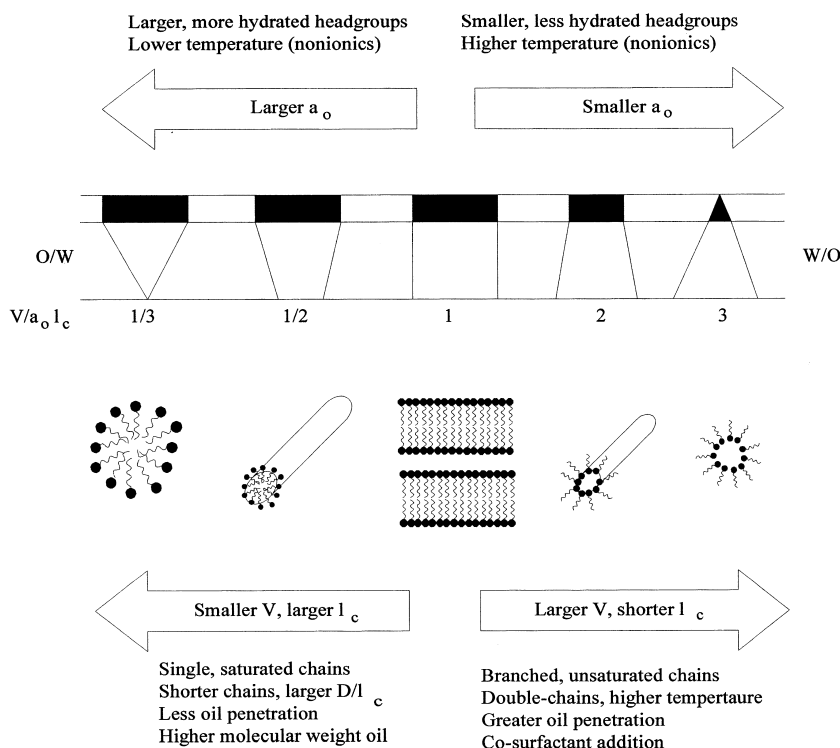 Larger, more hydrated headgroups
Lower temperature (nonionics)
Smaller, less hydrated headgroups
Higher temperature (nonionics)
Larger a o
Smaller a o
O/W
W/O
V/a o l c
1/3
1/2
1
2
3
Smaller V, larger l c
Larger V, shorter l c
Single, saturated chains
Shorter chains, larger D/l c
Less oil penetration
Higher molecular weight oil
Branched, unsaturated chains
Double-chains, higher tempertaure
Greater oil penetration
Co-surfactant addition